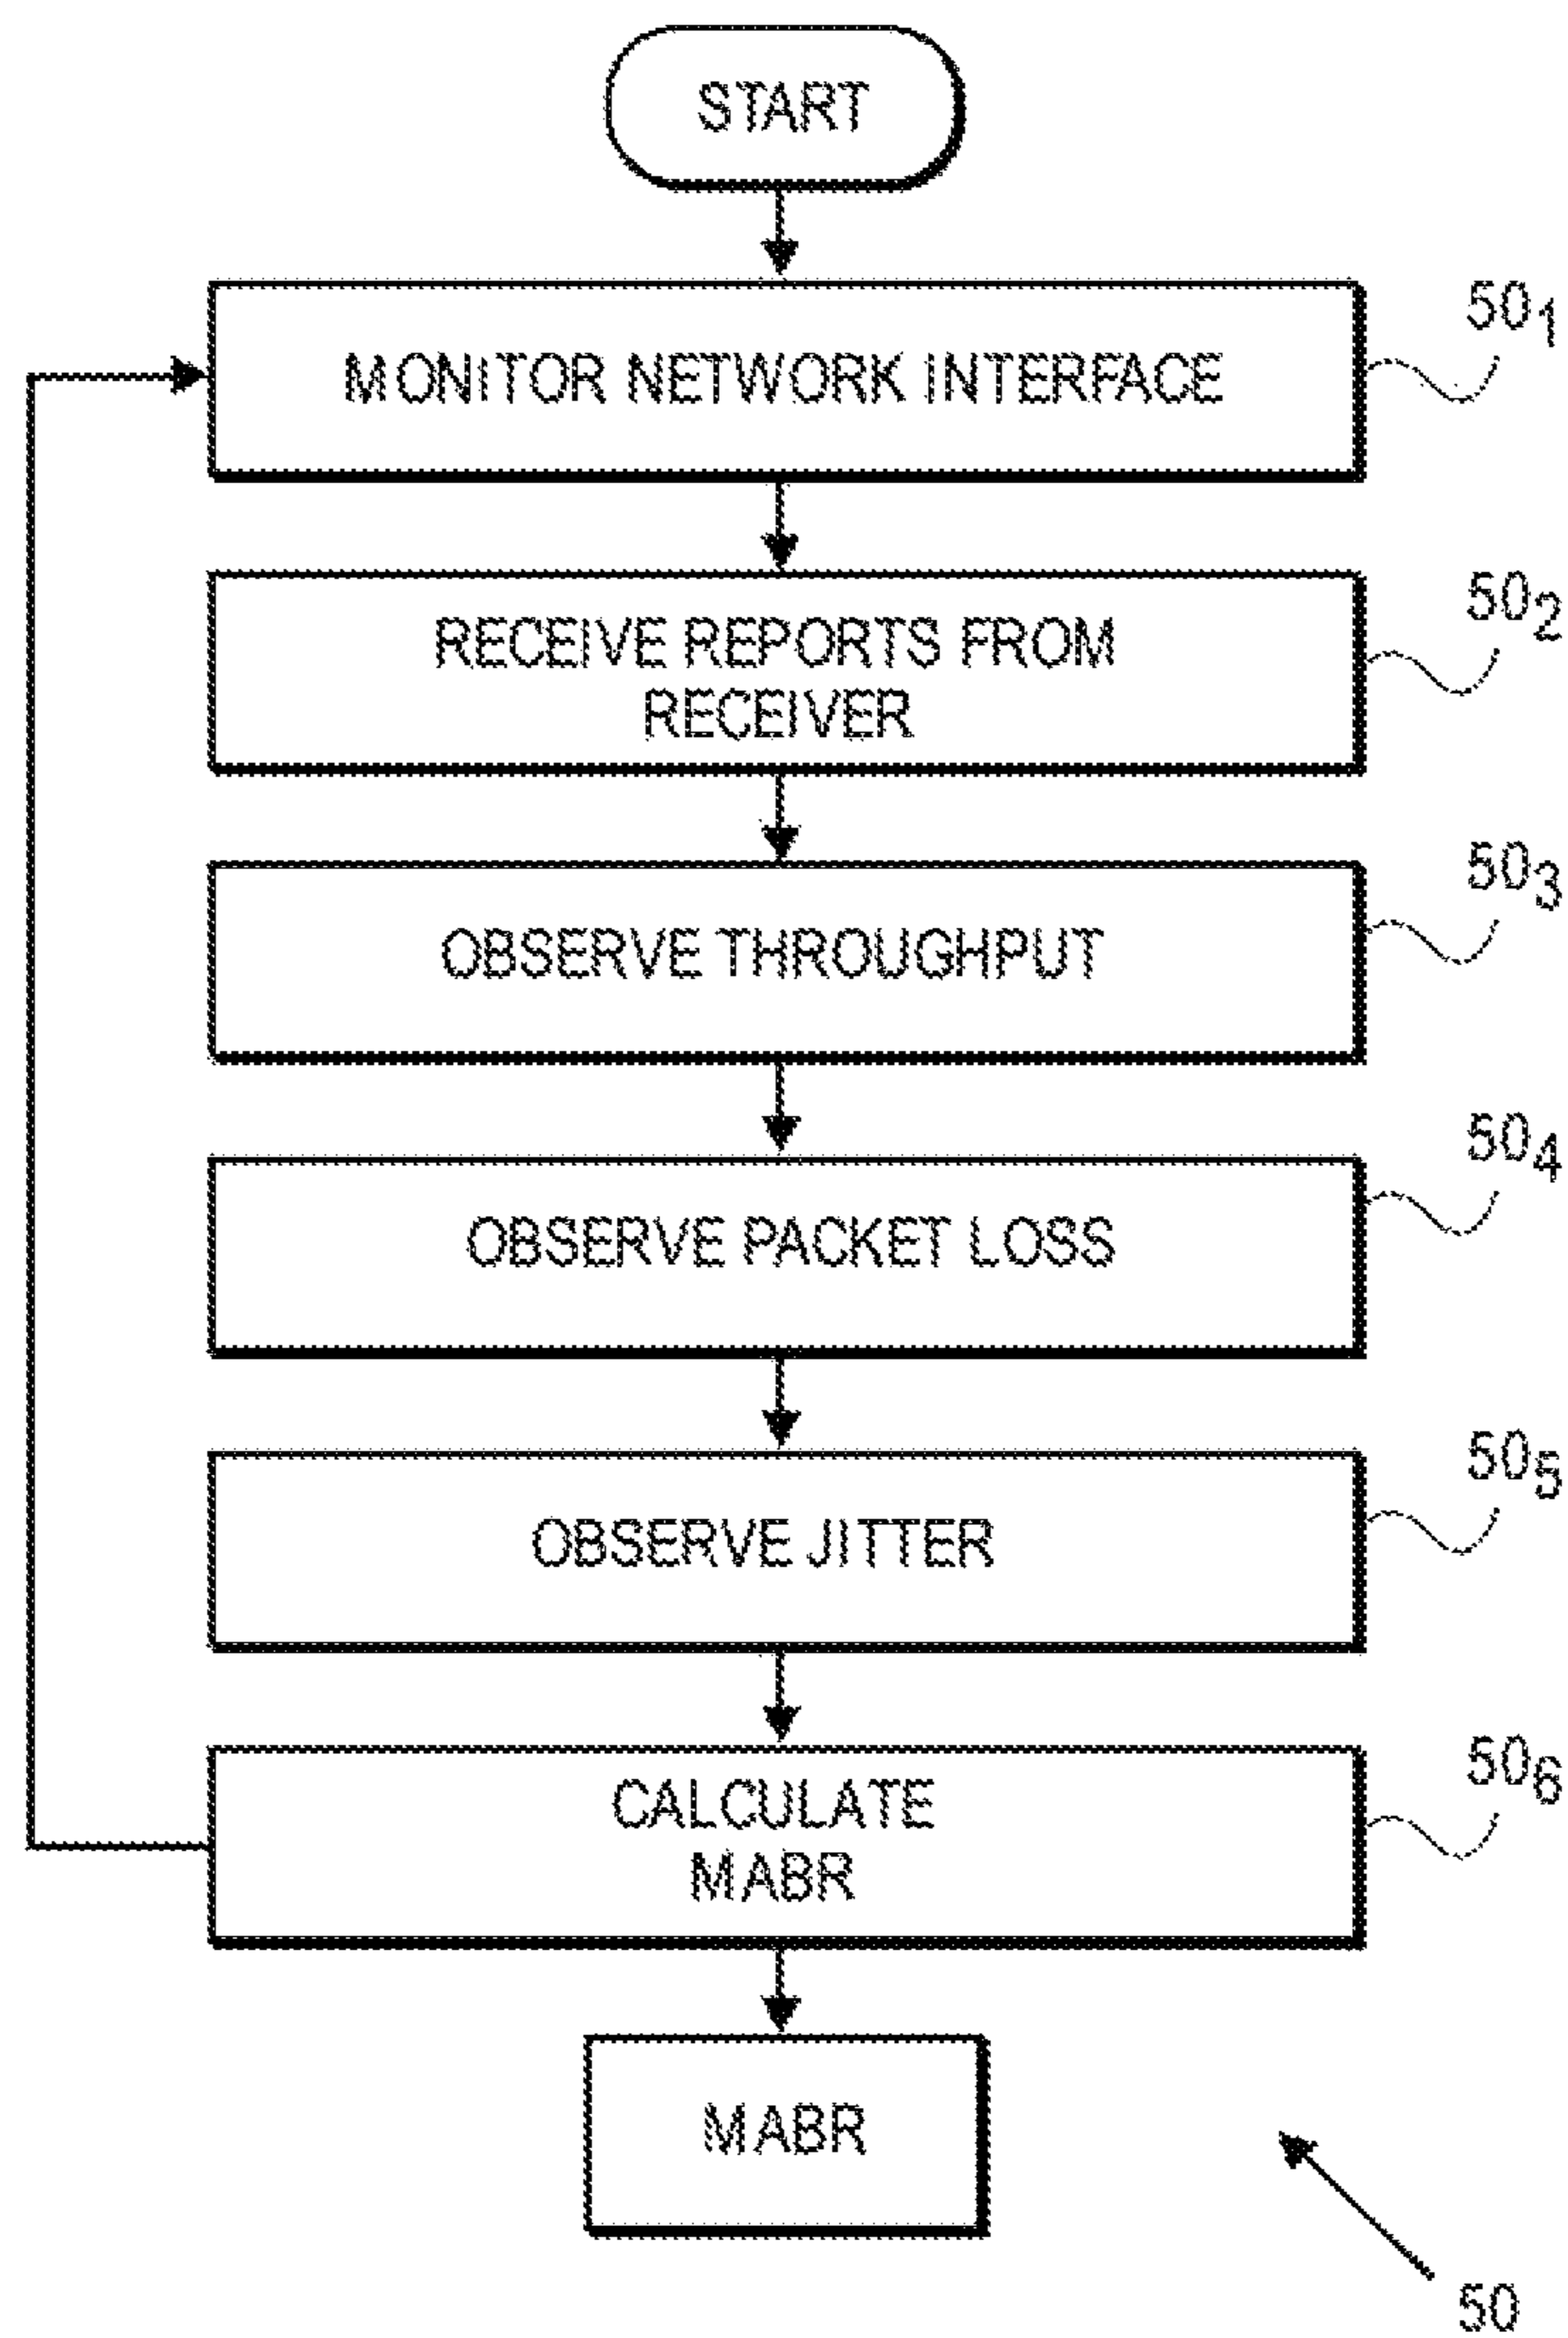 START
MONITOR NETWORK INTERFACE
50₁
RECEIVE REPORTS FROM
RECEIVER
50₂
OBSERVE THROUGHPUT
50₃
OBSERVE PACKET LOSS
50₄
OBSERVE JITTER
50₅
CALCULATE
MABR
50₆
MABR
50